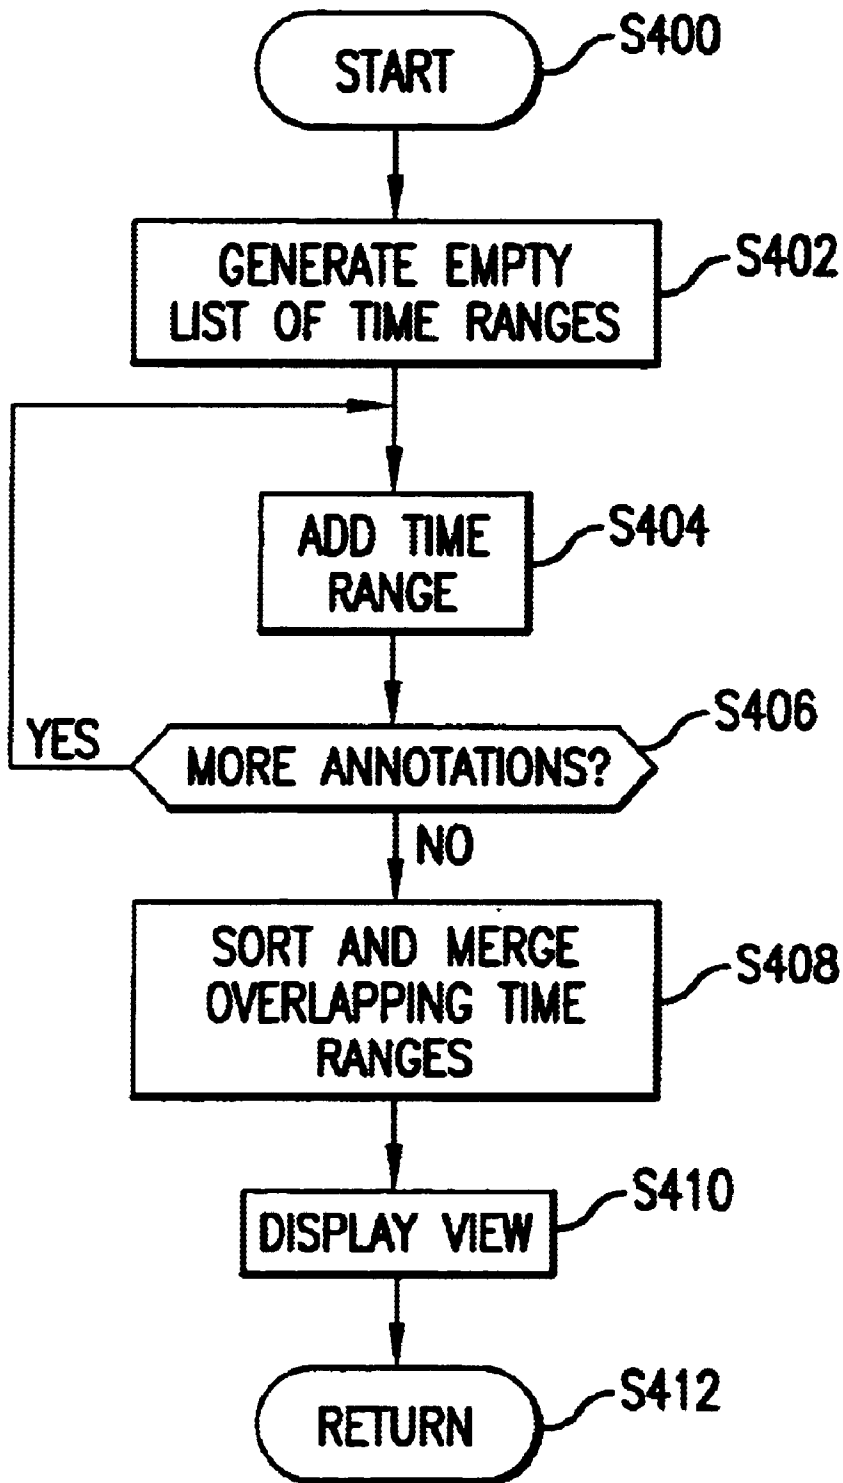 START
S400
GENERATE EMPTY
LIST OF TIME RANGES
S402
ADD TIME
RANGE
S404
YES
MORE ANNOTATIONS?
S406
NO
SORT AND MERGE
OVERLAPPING TIME
RANGES
S408
DISPLAY VIEW
S410
RETURN
S412